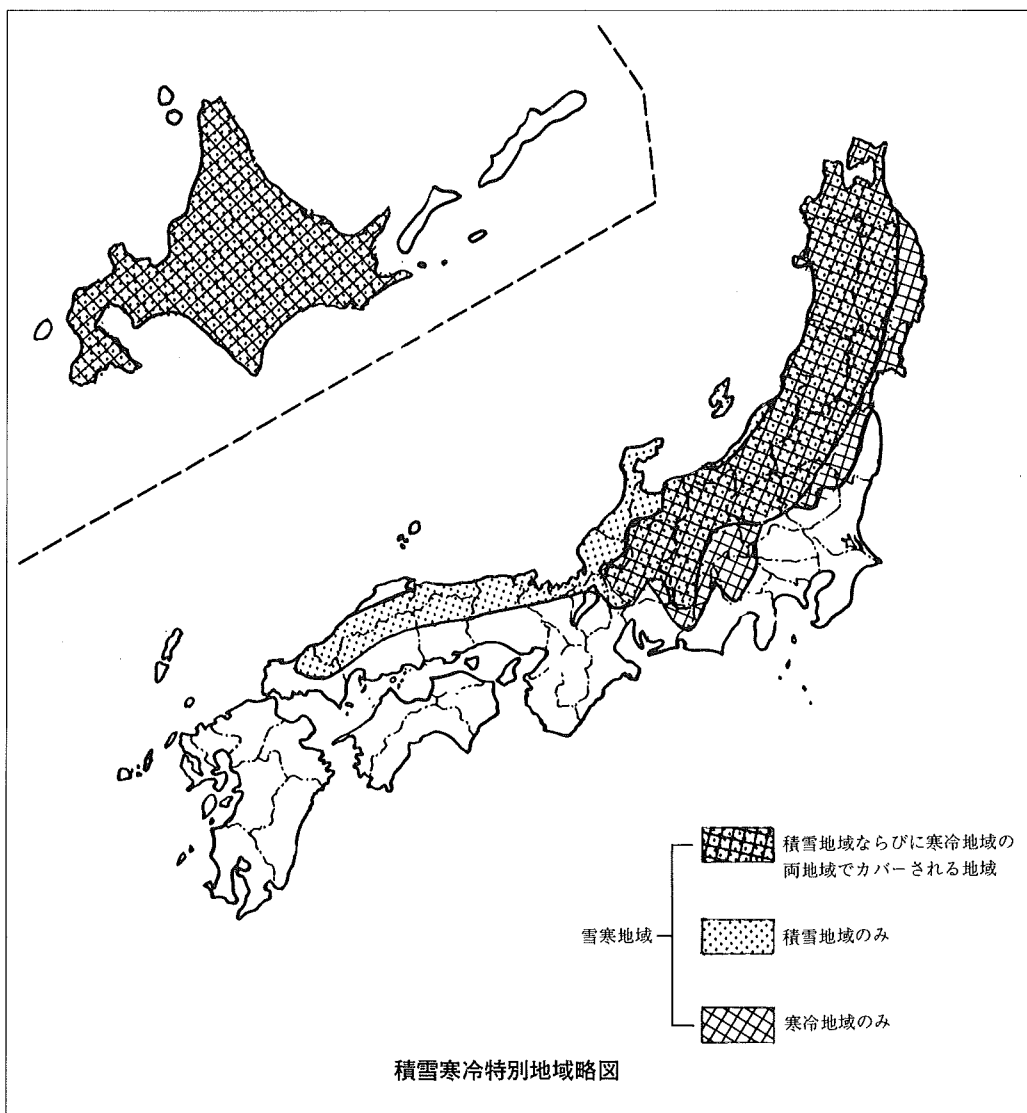 積雪地域ならびに寒冷地域の
両地域でカバーされる地域
雪寒地域
積雪地域のみ
寒冷地域のみ
積雪寒冷特別地域略図